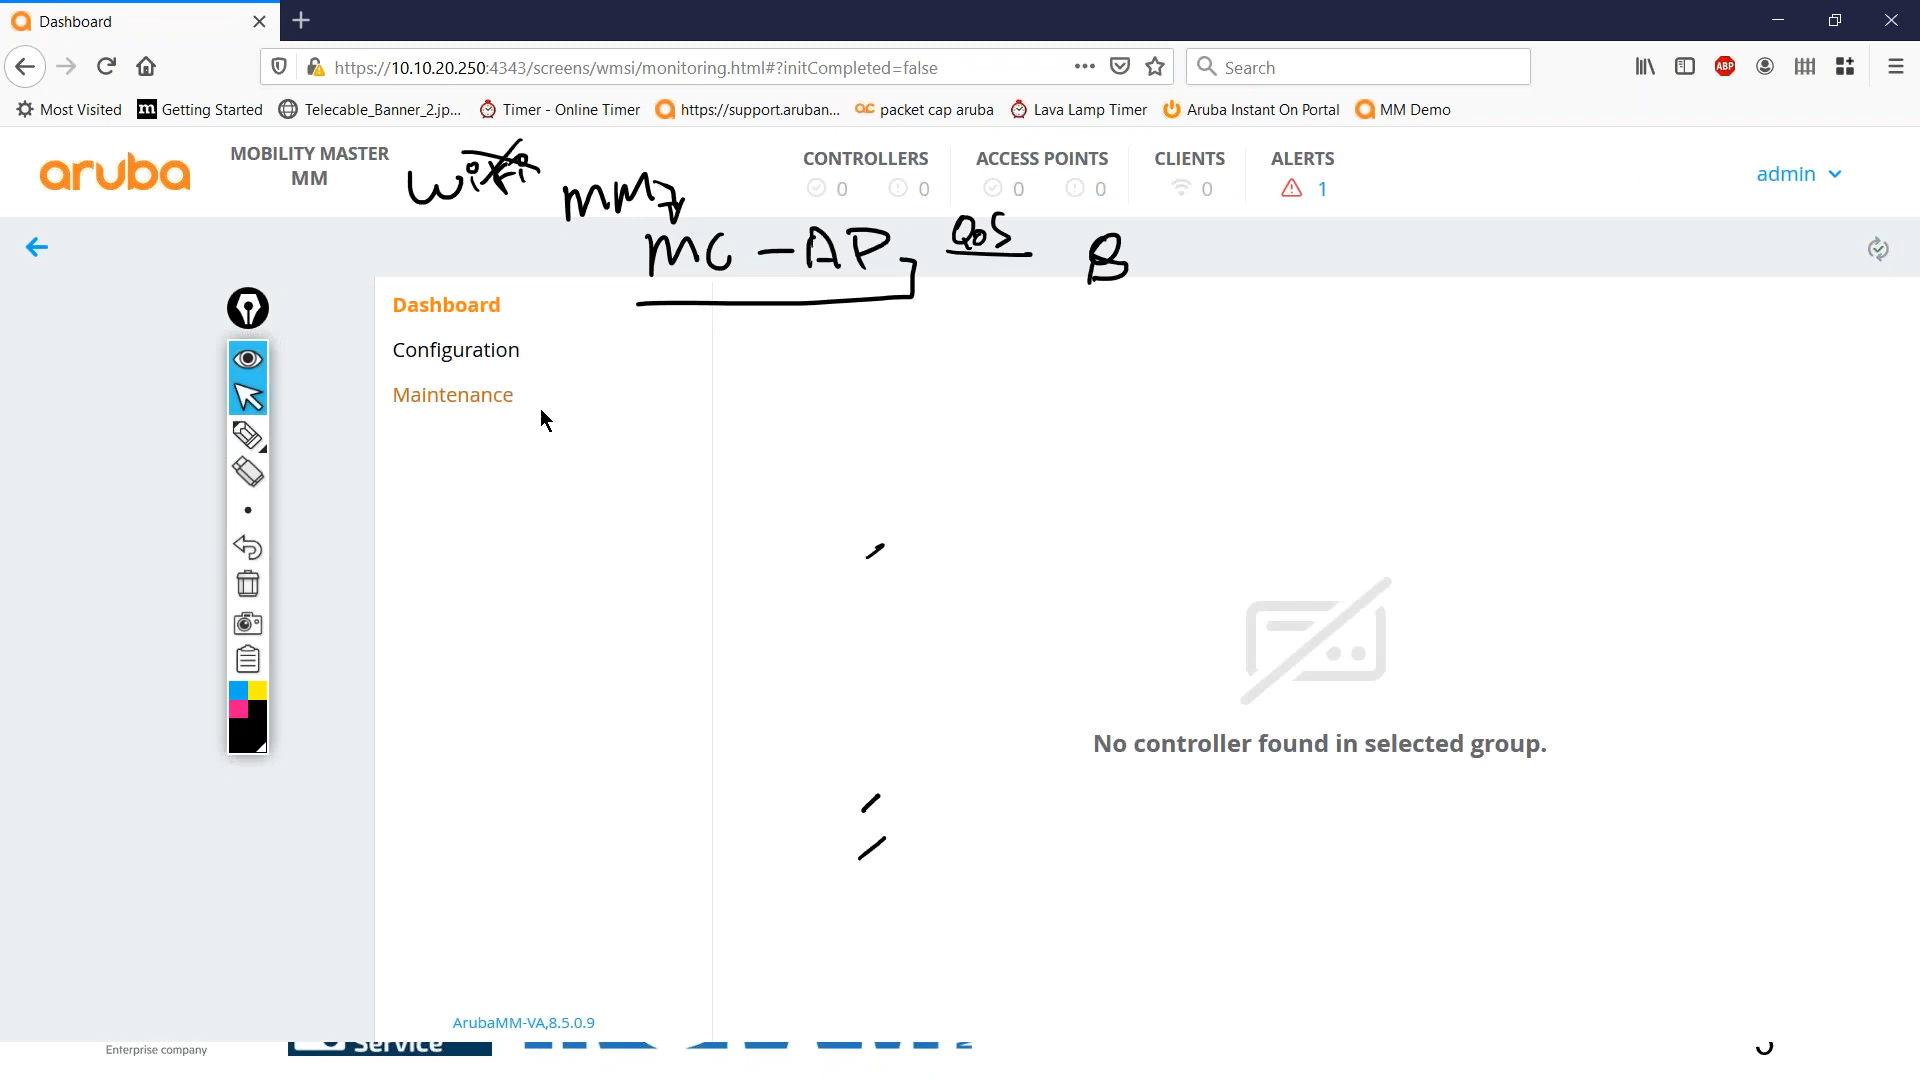 Dashboard
https://10.10.20.250:4343/screens/wmsi/monitoring.html#?initCompleted=false
Search
ABP
Most Visited
m Getting Started
Telecable_Banner_2.jp...
Timer - Online Timer
https://support.aruban...
packet cap aruba
Lava Lamp Timer
Aruba Instant On Portal
MM Demo
aruba
MOBILITY MASTER
MM
wifi
MM
CONTROLLERS
0 0
ACCESS POINTS
0 0
CLIENTS
0
ALERTS
1
admin
MC - AP
QoS
Dashboard
Configuration
Maintenance
No controller found in selected group.
ArubaMM-VA,8.5.0.9
Enterprise company
Service